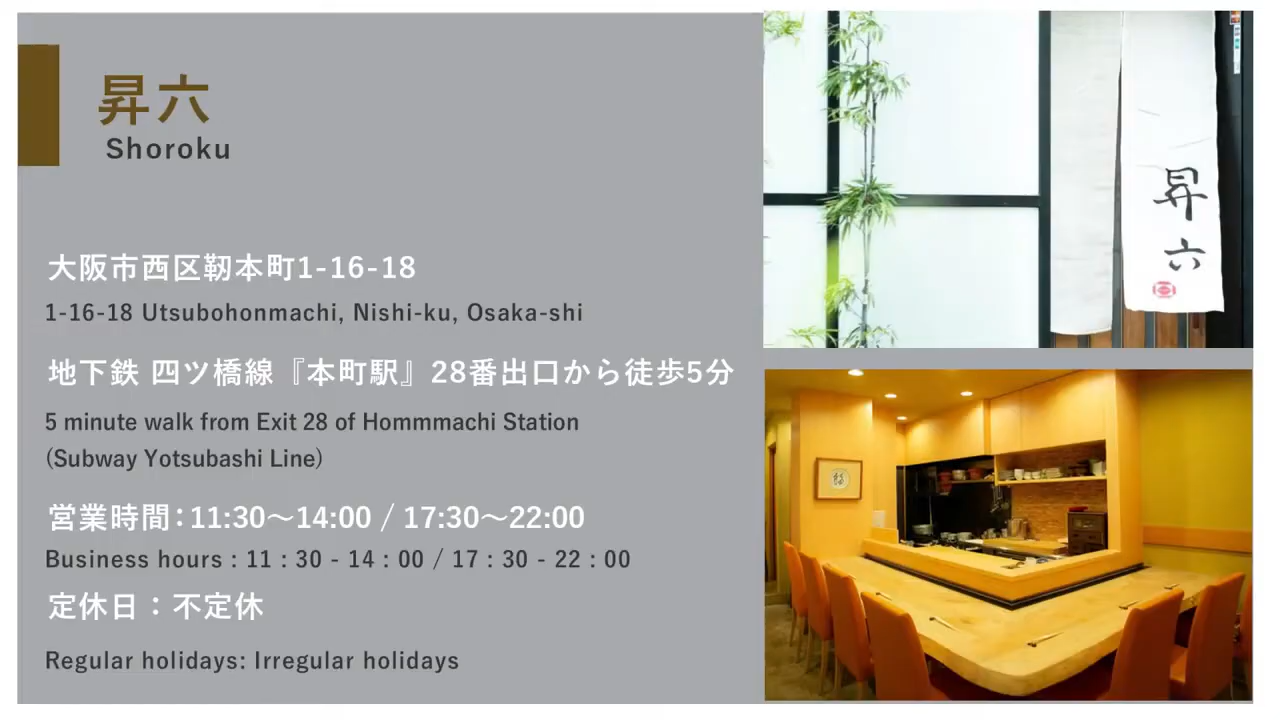 昇六
Shoroku
大阪市西区靭本町1-16-18
1-16-18 Utsubohonmachi, Nishi-ku, Osaka-shi
地下鉄 四ツ橋線『本町駅』28番出口から徒歩5分
5 minute walk from Exit 28 of Hommmachi Station
(Subway Yotsubashi Line)
営業時間：11:30～14:00 / 17:30～22:00
Business hours : 11 : 30 - 14 : 00 / 17 : 30 - 22 : 00
定休日：不定休
Regular holidays: Irregular holidays
昇六